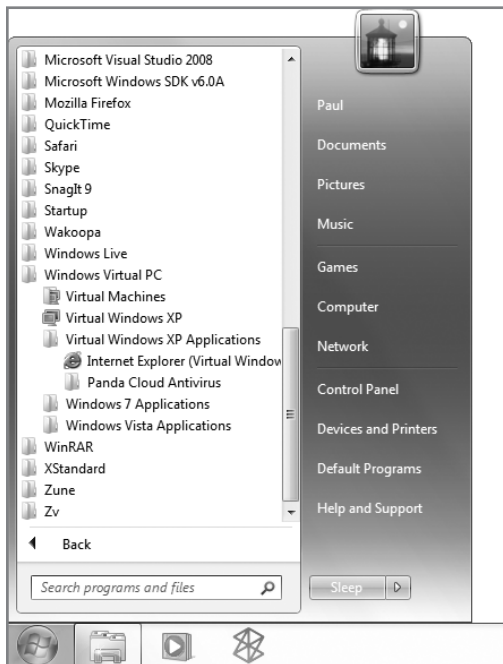 Microsoft Visual Studio 2008
Microsoft Windows SDK v6.0A
Mozilla Firefox
QuickTime
Safari
Skype
SnagIt 9
Startup
Wakoopa
Windows Live
Windows Virtual PC
Virtual Machines
Virtual Windows XP
Virtual Windows XP Applications
Internet Explorer (Virtual Window
Panda Cloud Antivirus
Windows 7 Applications
Windows Vista Applications
WinRAR
XStandard
Zune
Zv
Back
Search programs and files
Paul
Documents
Pictures
Music
Games
Computer
Network
Control Panel
Devices and Printers
Default Programs
Help and Support
Sleep